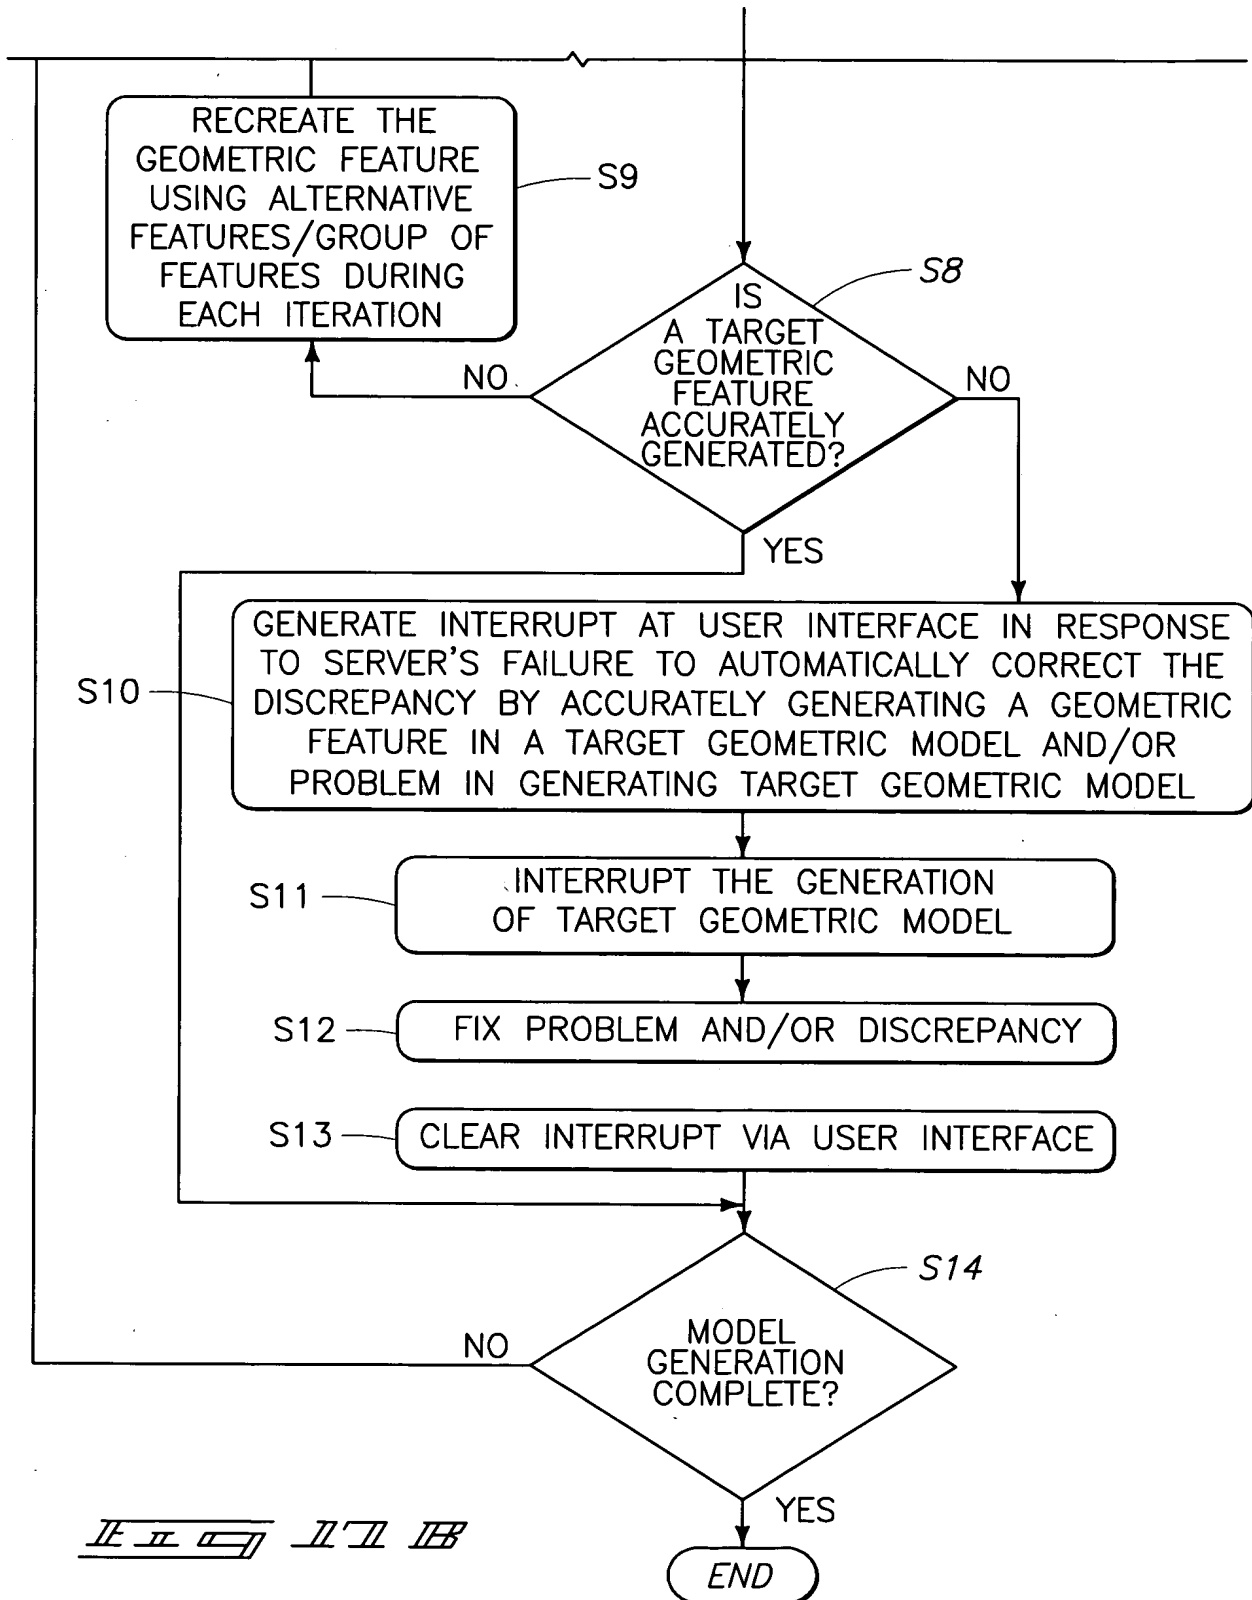 RECREATE THE
GEOMETRIC FEATURE
USING ALTERNATIVE
FEATURES/GROUP OF
FEATURES DURING
EACH ITERATION
S9
S8
IS
A TARGET
GEOMETRIC
FEATURE
ACCURATELY
GENERATED?
NO
NO
YES
S10
GENERATE INTERRUPT AT USER INTERFACE IN RESPONSE
TO SERVER'S FAILURE TO AUTOMATICALLY CORRECT THE
DISCREPANCY BY ACCURATELY GENERATING A GEOMETRIC
FEATURE IN A TARGET GEOMETRIC MODEL AND/OR
PROBLEM IN GENERATING TARGET GEOMETRIC MODEL
S11
INTERRUPT THE GENERATION
OF TARGET GEOMETRIC MODEL
S12
FIX PROBLEM AND/OR DISCREPANCY
S13
CLEAR INTERRUPT VIA USER INTERFACE
S14
MODEL
GENERATION
COMPLETE?
NO
YES
END
FIG 17 B